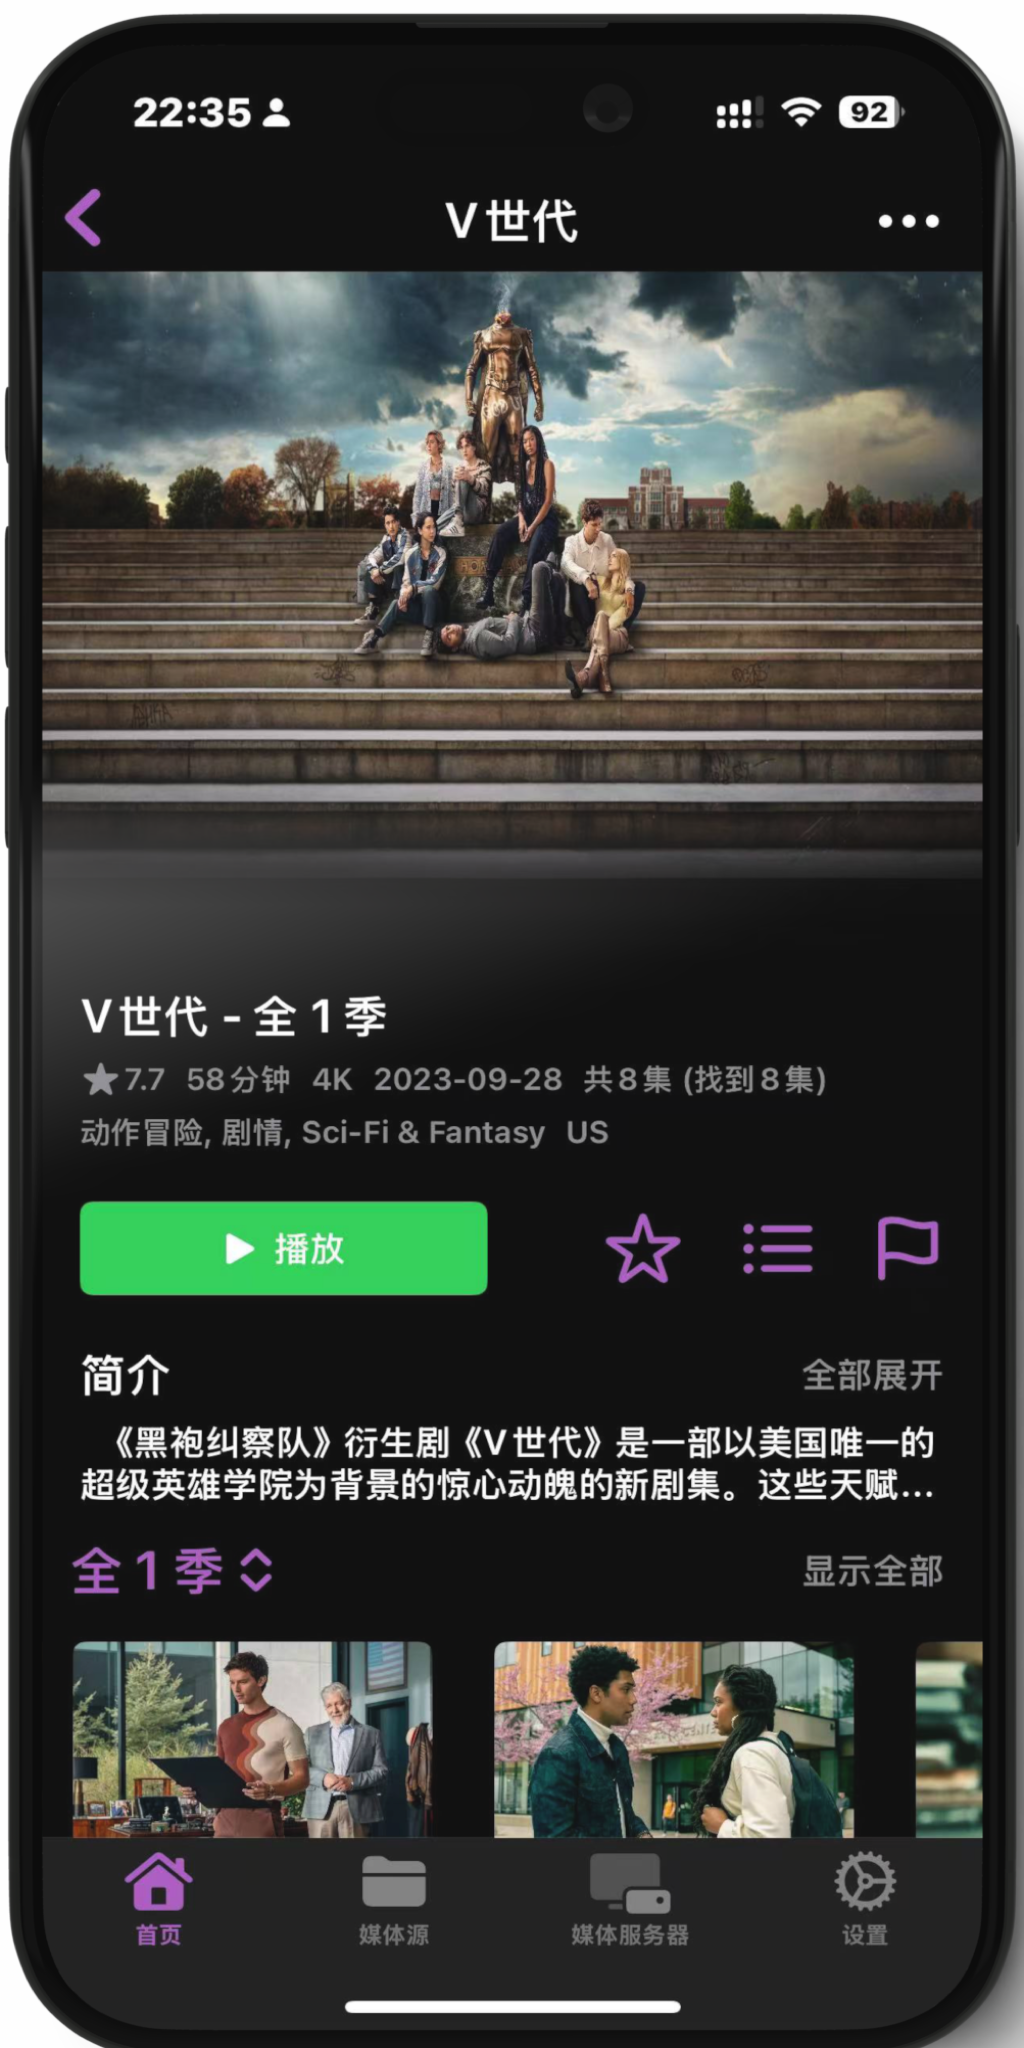 22:35
92
V世代
V世代 - 全 1 季
7.7 58分钟 4K 2023-09-28 共8集 (找到8集)
动作冒险, 剧情, Sci-Fi & Fantasy US
播放
简介
全部展开
《黑袍纠察队》衍生剧《V世代》是一部以美国唯一的
超级英雄学院为背景的惊心动魄的新剧集。这些天赋...
全 1 季
显示全部
首页
媒体源
媒体服务器
设置